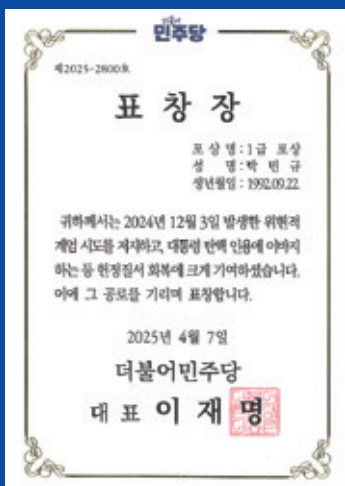 더불어
민주당
제2025-2800호
표 창 장
포 상 명 : 1급 포상
성 명 : 박 민 규
생년월일 : 1992.09.22.
귀하께서는 2024년 12월 3일 발생한 위헌적
계엄 시도를 저지하고, 대통령 탄핵 인용에 이바지
하는 등 헌정질서 회복에 크게 기여하셨습니다.
이에 그 공로를 기리며 표창합니다.
2025년 4월 7일
더불어민주당
대 표 이 재 명